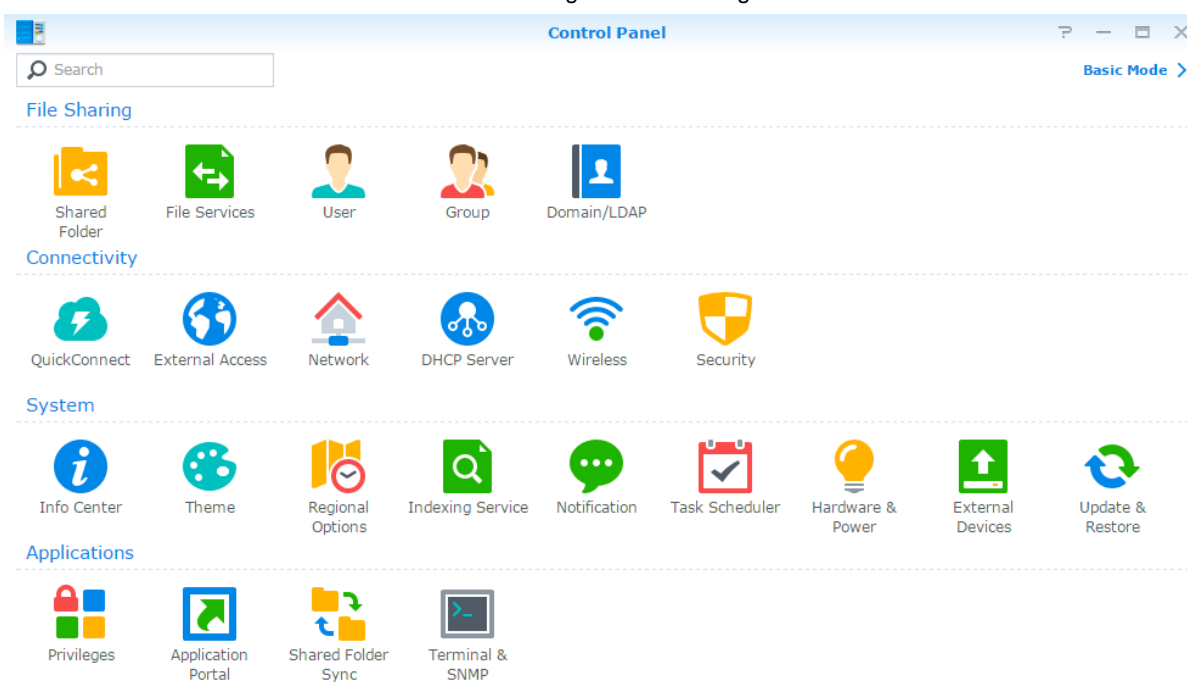 Control Panel
Search
Basic Mode
File Sharing
Shared
Folder
File Services
User
Group
Domain/LDAP
Connectivity
QuickConnect
External Access
Network
DHCP Server
Wireless
Security
System
Info Center
Theme
Regional
Options
Indexing Service
Notification
Task Scheduler
Hardware &
Power
External
Devices
Update &
Restore
Applications
Privileges
Application
Portal
Shared Folder
Sync
Terminal &
SNMP